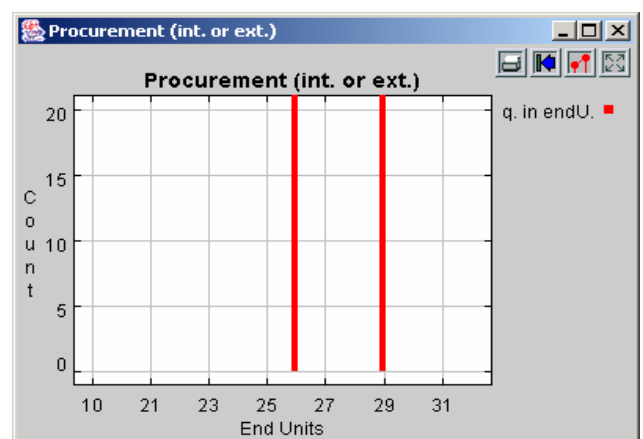 Procurement (int. or ext.)
Procurement (int. or ext.)
q. in endU.
20
15
10
5
0
Count
10 21 23 25 27 29 31
End Units